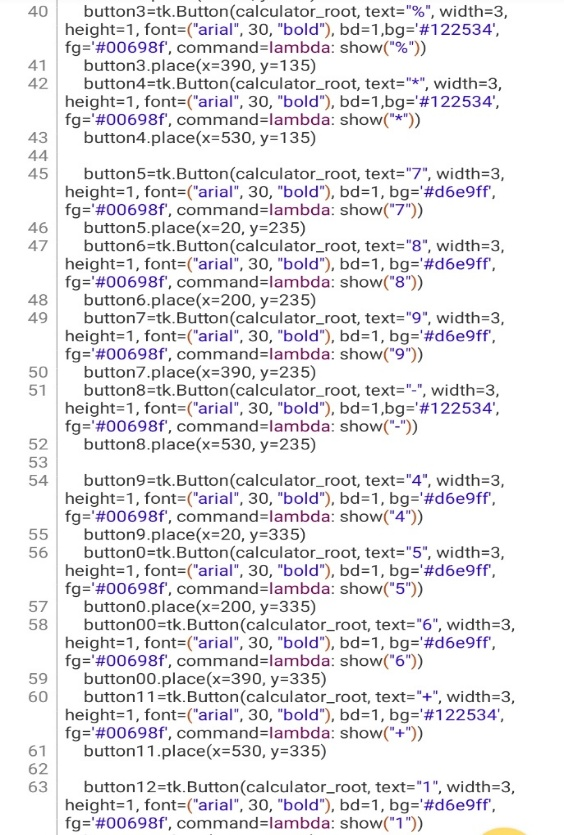 40 button3=tk.Button(calculator_root, text="%", width=3,
height=1, font=("arial", 30, "bold"), bd=1,bg='#122534',
fg='#00698f', command=lambda: show("%"))
41 button3.place(x=390, y=135)
42 button4=tk.Button(calculator_root, text="*", width=3,
height=1, font=("arial", 30, "bold"), bd=1,bg='#122534',
fg='#00698f', command=lambda: show("*"))
43 button4.place(x=530, y=135)
44
45 button5=tk.Button(calculator_root, text="7", width=3,
height=1, font=("arial", 30, "bold"), bd=1, bg='#d6e9ff',
fg='#00698f', command=lambda: show("7"))
46 button5.place(x=20, y=235)
47 button6=tk.Button(calculator_root, text="8", width=3,
height=1, font=("arial", 30, "bold"), bd=1, bg='#d6e9ff',
fg='#00698f', command=lambda: show("8"))
48 button6.place(x=200, y=235)
49 button7=tk.Button(calculator_root, text="9", width=3,
height=1, font=("arial", 30, "bold"), bd=1, bg='#d6e9ff',
fg='#00698f', command=lambda: show("9"))
50 button7.place(x=390, y=235)
51 button8=tk.Button(calculator_root, text="-", width=3,
height=1, font=("arial", 30, "bold"), bd=1,bg='#122534',
fg='#00698f', command=lambda: show("-"))
52 button8.place(x=530, y=235)
53
54 button9=tk.Button(calculator_root, text="4", width=3,
height=1, font=("arial", 30, "bold"), bd=1, bg='#d6e9ff',
fg='#00698f', command=lambda: show("4"))
55 button9.place(x=20, y=335)
56 button0=tk.Button(calculator_root, text="5", width=3,
height=1, font=("arial", 30, "bold"), bd=1, bg='#d6e9ff',
fg='#00698f', command=lambda: show("5"))
57 button0.place(x=200, y=335)
58 button00=tk.Button(calculator_root, text="6", width=3,
height=1, font=("arial", 30, "bold"), bd=1, bg='#d6e9ff',
fg='#00698f', command=lambda: show("6"))
59 button00.place(x=390, y=335)
60 button11=tk.Button(calculator_root, text="+", width=3,
height=1, font=("arial", 30, "bold"), bd=1, bg='#122534',
fg='#00698f', command=lambda: show("+"))
61 button11.place(x=530, y=335)
62
63 button12=tk.Button(calculator_root, text="1", width=3,
height=1, font=("arial", 30, "bold"), bd=1, bg='#d6e9ff',
fg='#00698f', command=lambda: show("1"))